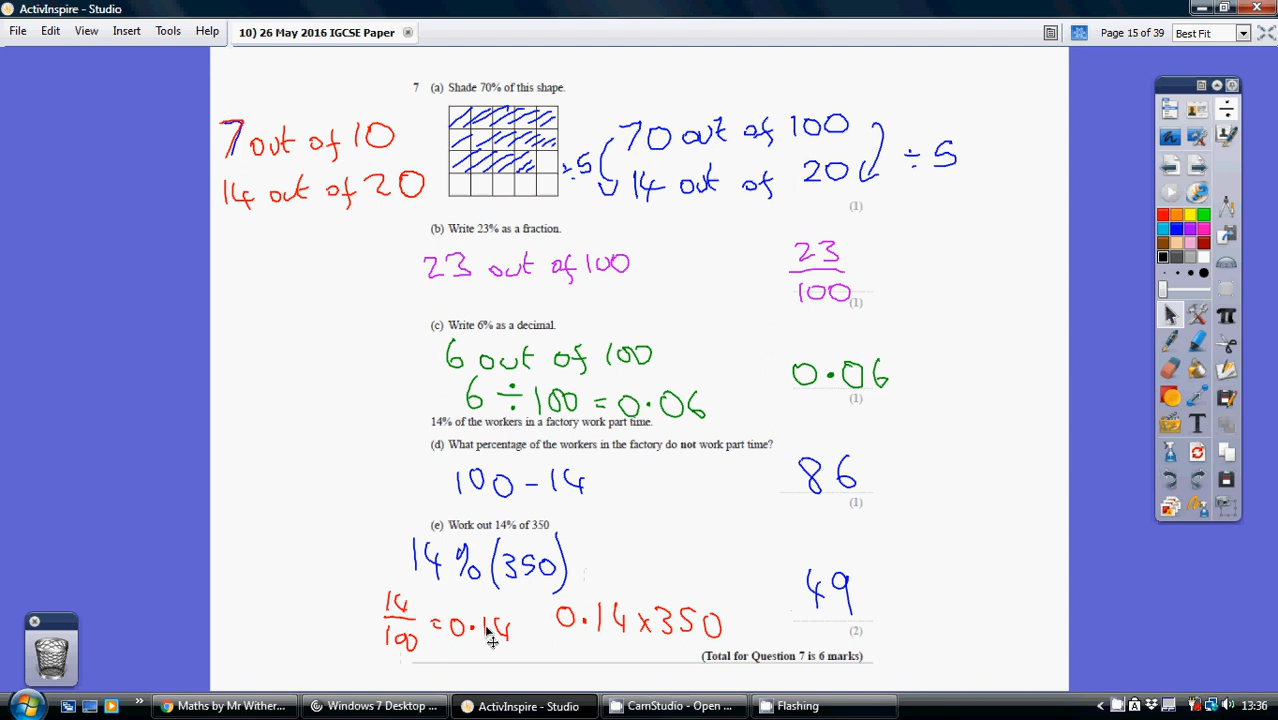 ActivInspire - Studio
File Edit View Insert Tools Help 10) 26 May 2016 IGCSE Paper Page 15 of 39 Best Fit
7 (a) Shade 70% of this shape.
7 out of 10
14 out of 20
÷5
70 out of 100
14 out of 20
÷ 5
(1)
(b) Write 23% as a fraction.
23 out of 100
23
100
(1)
(c) Write 6% as a decimal.
6 out of 100
6 ÷ 100 = 0.06
0.06
(1)
14% of the workers in a factory work part time.
(d) What percentage of the workers in the factory do not work part time?
100 - 14
86
(1)
(e) Work out 14% of 350
14% (350)
14
100
= 0.14
0.14 x 350
49
(2)
(Total for Question 7 is 6 marks)
Maths by Mr Wither... Windows 7 Desktop ... ActivInspire - Studio CamStudio - Open ... Flashing 13:36